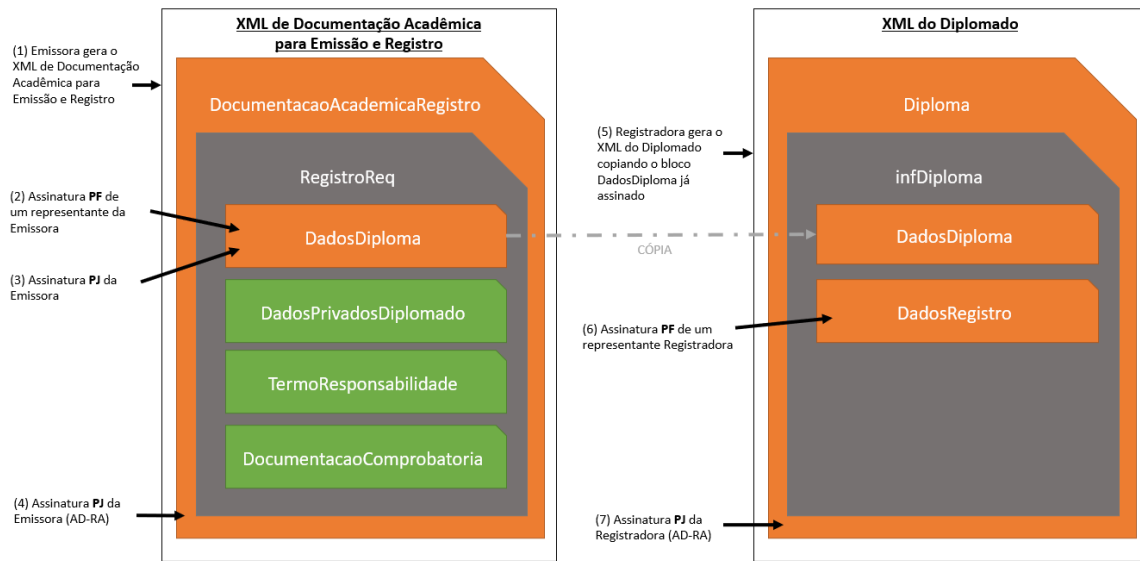 XML de Documentação Acadêmica
para Emissão e Registro
(1) Emissora gera o
XML de Documentação
Acadêmica para
Emissão e Registro
DocumentacaoAcademicaRegistro
RegistroReq
(2) Assinatura PF de
um representante da
Emissora
DadosDiploma
(3) Assinatura PJ da
Emissora
DadosPrivadosDiplomado
TermoResponsabilidade
DocumentacaoComprobatoria
(4) Assinatura PJ da
Emissora (AD-RA)
CÓPIA
XML do Diplomado
Diploma
(5) Registradora gera o
XML do Diplomado
copiando o bloco
DadosDiploma já
assinado
infDiploma
DadosDiploma
DadosRegistro
(6) Assinatura PF de um
representante Registradora
(7) Assinatura PJ da
Registradora (AD-RA)